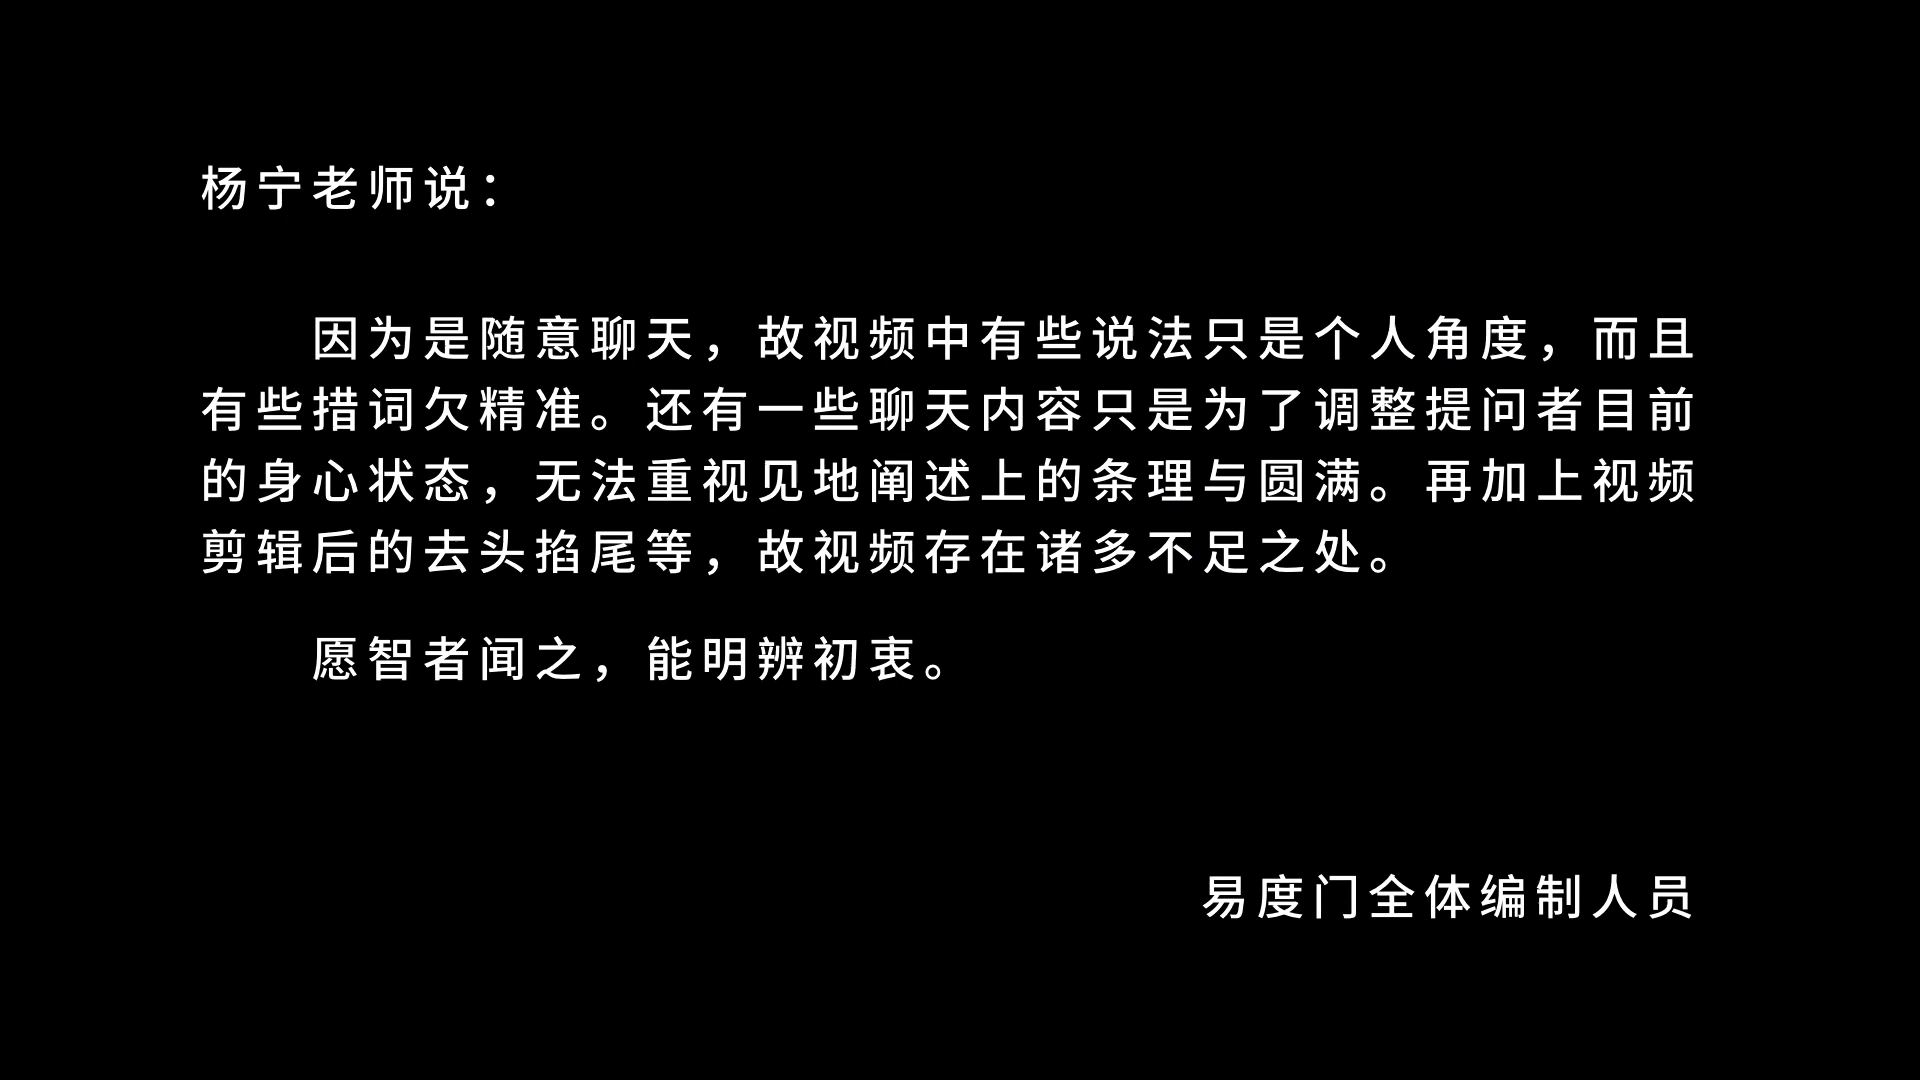 杨宁老师说：
因为是随意聊天，故视频中有些说法只是个人角度，而且
有些措词欠精准。还有一些聊天内容只是为了调整提问者目前
的身心状态，无法重视见地阐述上的条理与圆满。再加上视频
剪辑后的去头掐尾等，故视频存在诸多不足之处。
愿智者闻之，能明辨初衷。
易度门全体编制人员